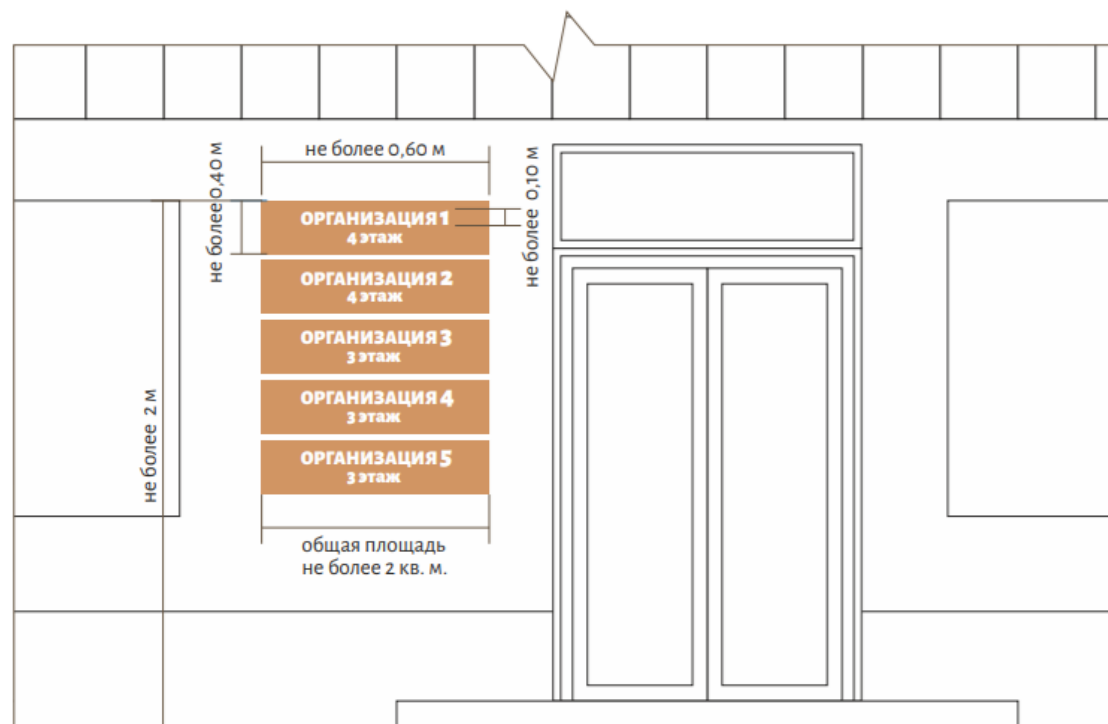 не более 0,60 м
не более 0,40 м
не более 0,10 м
ОРГАНИЗАЦИЯ 1
4 этаж
ОРГАНИЗАЦИЯ 2
4 этаж
ОРГАНИЗАЦИЯ 3
3 этаж
ОРГАНИЗАЦИЯ 4
3 этаж
ОРГАНИЗАЦИЯ 5
3 этаж
не более 2 м
общая площадь
не более 2 кв. м.